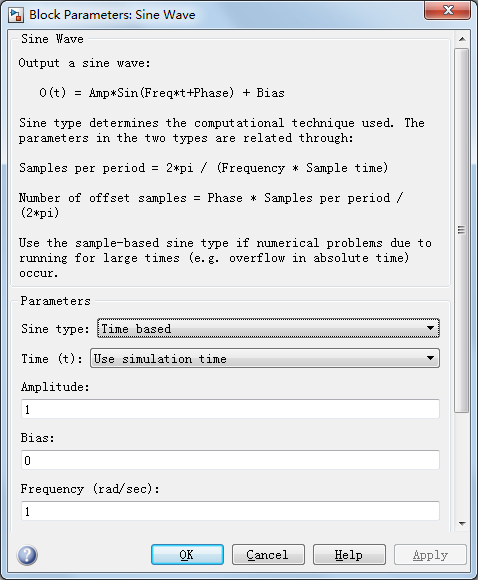 Block Parameters: Sine Wave
Sine Wave
Output a sine wave:
O(t) = Amp*Sin(Freq*t+Phase) + Bias
Sine type determines the computational technique used. The
parameters in the two types are related through:
Samples per period = 2*pi / (Frequency * Sample time)
Number of offset samples = Phase * Samples per period /
(2*pi)
Use the sample-based sine type if numerical problems due to
running for large times (e.g. overflow in absolute time)
occur.
Parameters
Sine type: Time based
Time (t): Use simulation time
Amplitude:
1
Bias:
0
Frequency (rad/sec):
1
? OK Cancel Help Apply